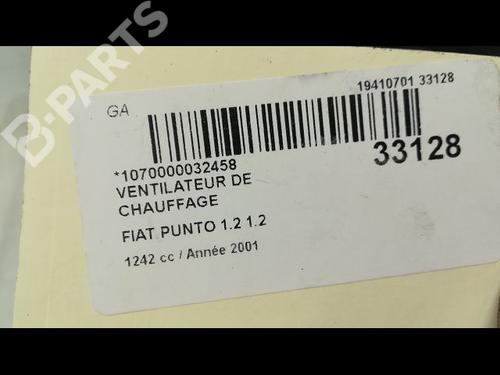 B-PARTS
GA
19410701 33128
33128
*1070000032458
VENTILATEUR DE
CHAUFFAGE
FIAT PUNTO 1.2 1.2
1242 cc / Année 2001